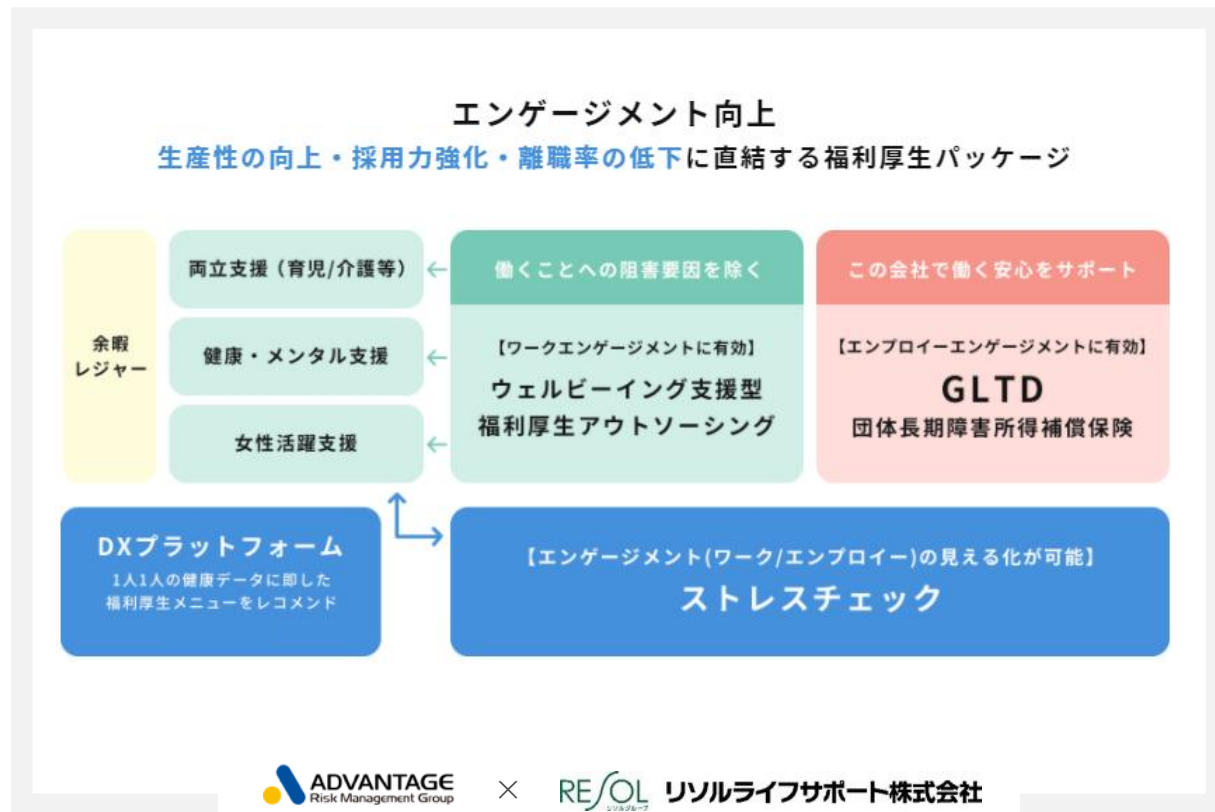 エンゲージメント向上
生産性の向上・採用力強化・離職率の低下に直結する福利厚生パッケージ
余暇
レジャー
両立支援（育児/介護等）
健康・メンタル支援
女性活躍支援
働くことへの阻害要因を除く
【ワークエンゲージメントに有効】
ウェルビーイング支援型
福利厚生アウトソーシング
この会社で働く安心をサポート
【エンプロイーエンゲージメントに有効】
GLTD
団体長期障害所得補償保険
DXプラットフォーム
1人1人の健康データに即した
福利厚生メニューをレコメンド
【エンゲージメント(ワーク/エンプロイー)の見える化が可能】
ストレスチェック
ADVANTAGE
Risk Management Group
×
RESOL
リソルグループ
リソルライフサポート株式会社